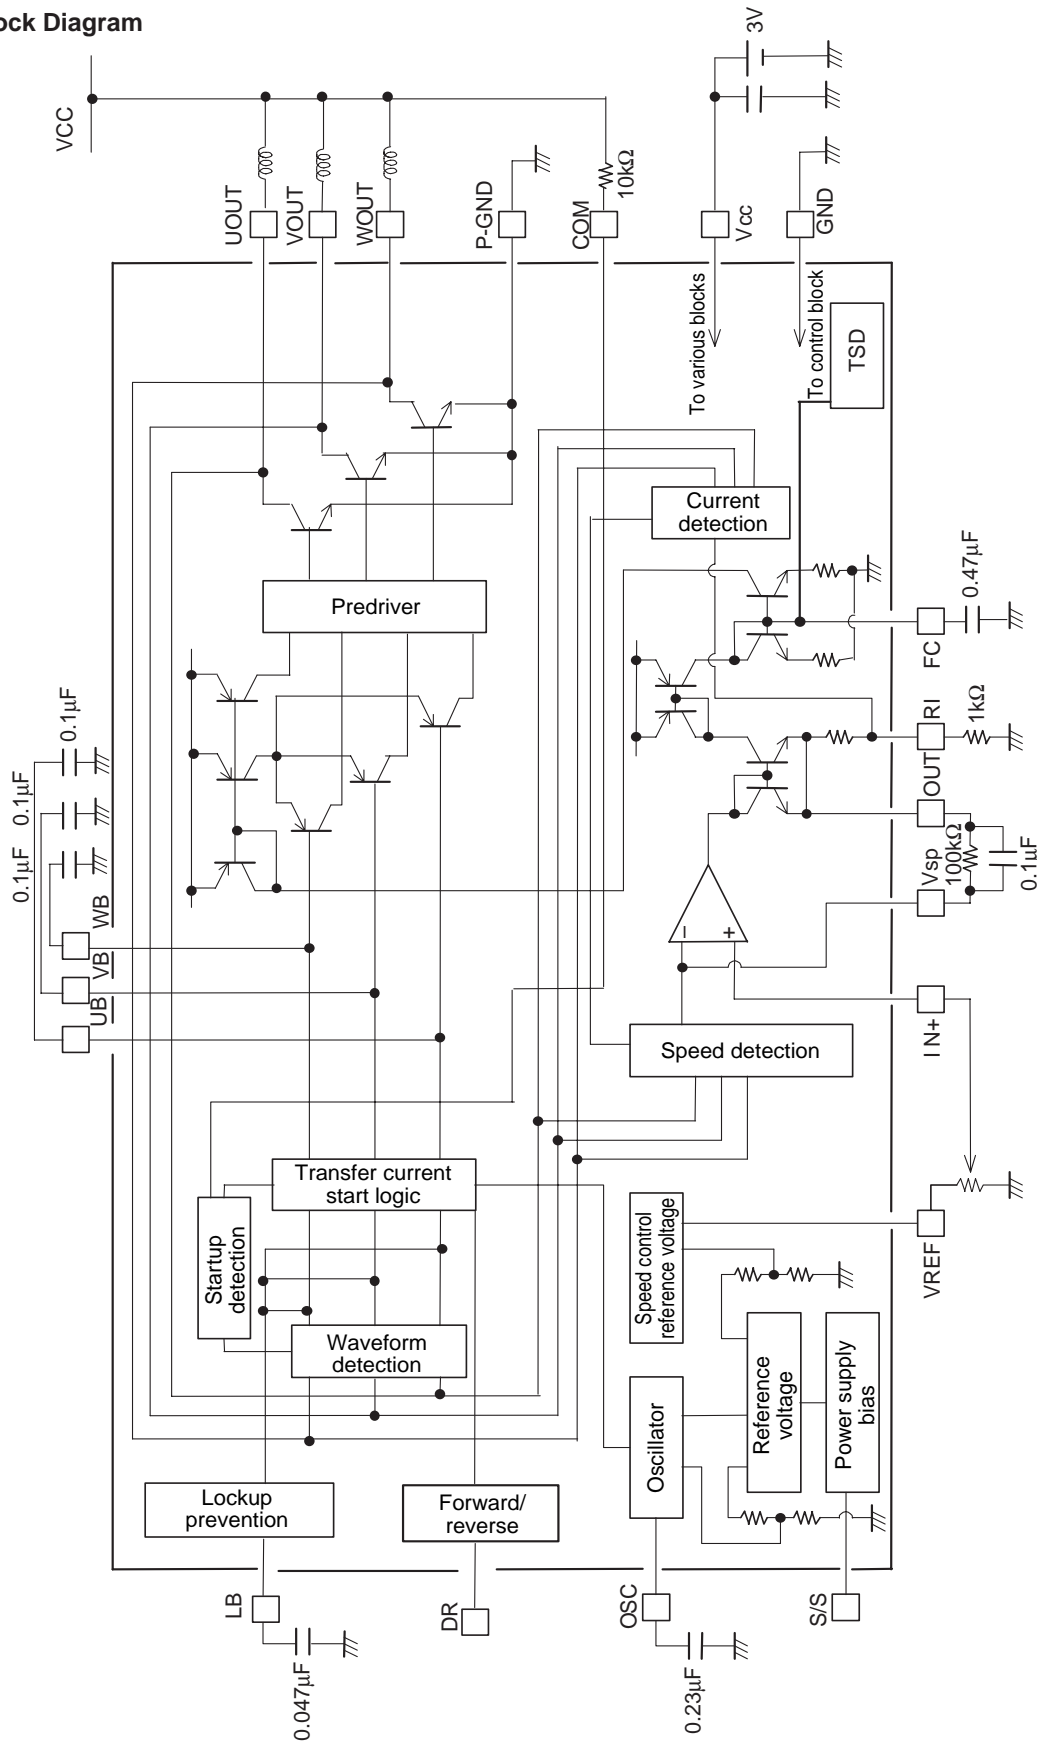 ock Diagram
VCC
UOUT
VOUT
WOUT
P-GND
COM
10kΩ
3V
Vcc
GND
To various blocks
To control block
TSD
Current
detection
Predriver
0.1µF
0.1µF
0.1µF
WB
VB
UB
FC
0.47µF
RI
1kΩ
OUT
Vsp
100kΩ
0.1µF
IN+
Speed detection
Transfer current
start logic
Startup
detection
Waveform
detection
Speed control
reference voltage
VREF
Reference
voltage
Power supply
bias
Oscillator
Lockup
prevention
Forward/
reverse
LB
0.047µF
DR
OSC
0.23µF
S/S
− +